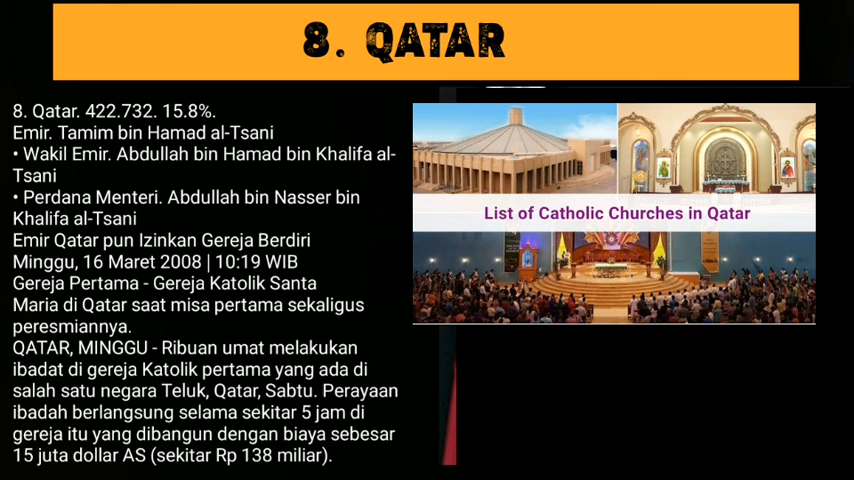 8. QATAR
8. Qatar. 422.732. 15.8%.
Emir. Tamim bin Hamad al-Tsani
• Wakil Emir. Abdullah bin Hamad bin Khalifa al-
Tsani
• Perdana Menteri. Abdullah bin Nasser bin
Khalifa al-Tsani
Emir Qatar pun Izinkan Gereja Berdiri
Minggu, 16 Maret 2008 | 10:19 WIB
Gereja Pertama - Gereja Katolik Santa
Maria di Qatar saat misa pertama sekaligus
peresmiannya.
QATAR, MINGGU - Ribuan umat melakukan
ibadat di gereja Katolik pertama yang ada di
salah satu negara Teluk, Qatar, Sabtu. Perayaan
ibadah berlangsung selama sekitar 5 jam di
gereja itu yang dibangun dengan biaya sebesar
15 juta dollar AS (sekitar Rp 138 miliar).
List of Catholic Churches in Qatar